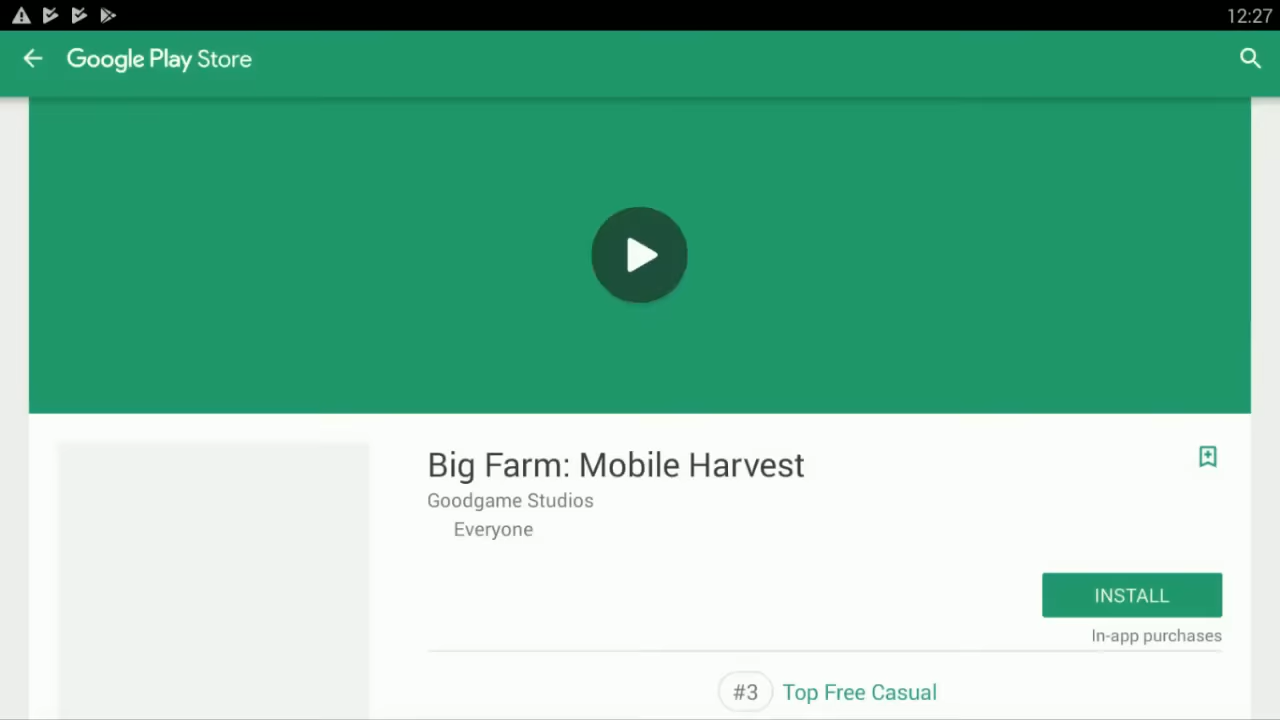 12:27
Google Play Store
Big Farm: Mobile Harvest
Goodgame Studios
Everyone
INSTALL
In-app purchases
#3 Top Free Casual